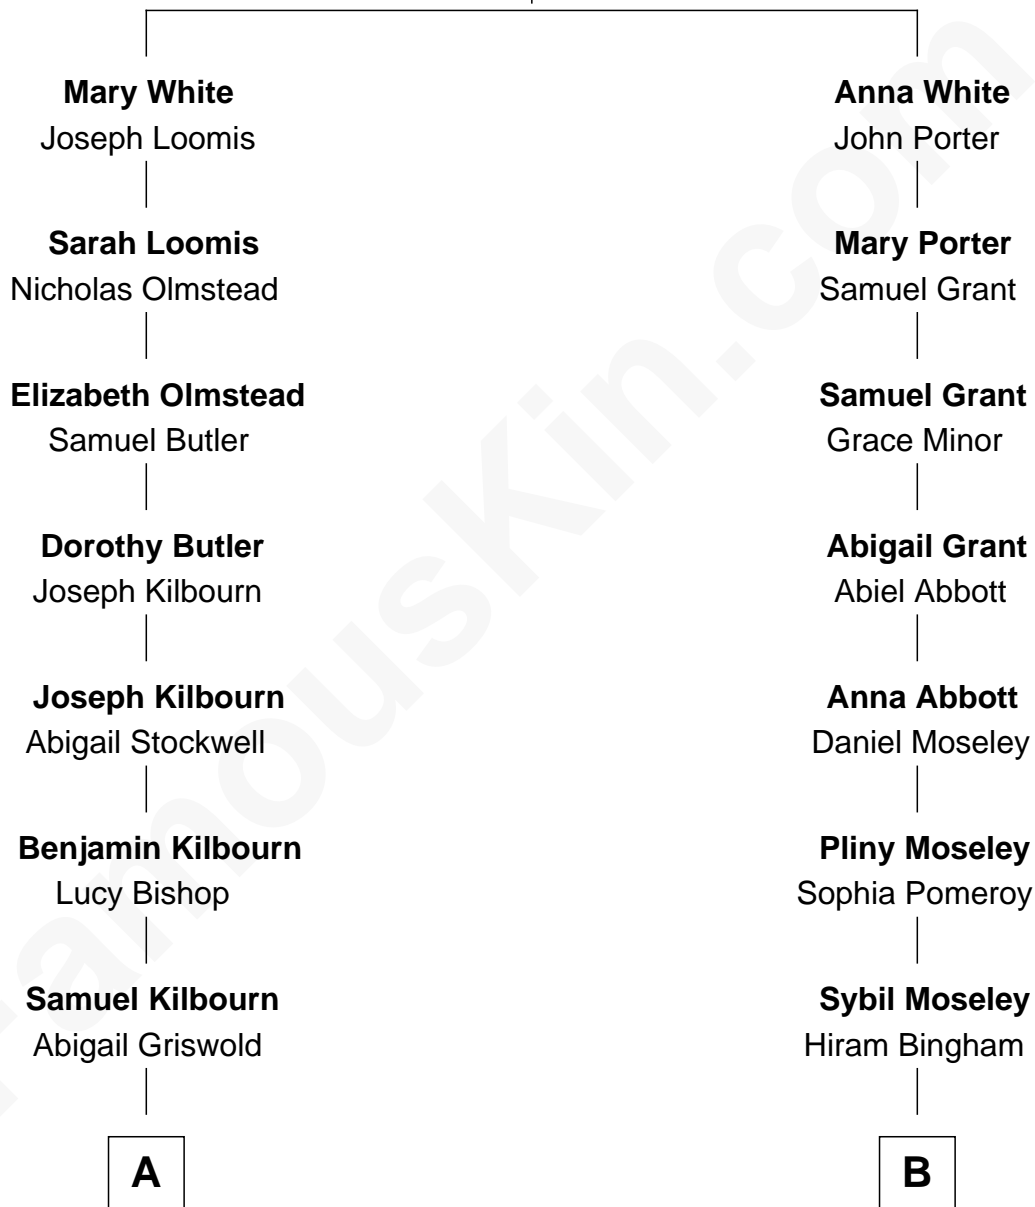 Mary White
Joseph Loomis
Sarah Loomis
Nicholas Olmstead
Elizabeth Olmstead
Samuel Butler
Dorothy Butler
Joseph Kilbourn
Joseph Kilbourn
Abigail Stockwell
Benjamin Kilbourn
Lucy Bishop
Samuel Kilbourn
Abigail Griswold
A
Anna White
John Porter
Mary Porter
Samuel Grant
Samuel Grant
Grace Minor
Abigail Grant
Abiel Abbott
Anna Abbott
Daniel Moseley
Pliny Moseley
Sophia Pomeroy
Sybil Moseley
Hiram Bingham
B
FamousKin.com